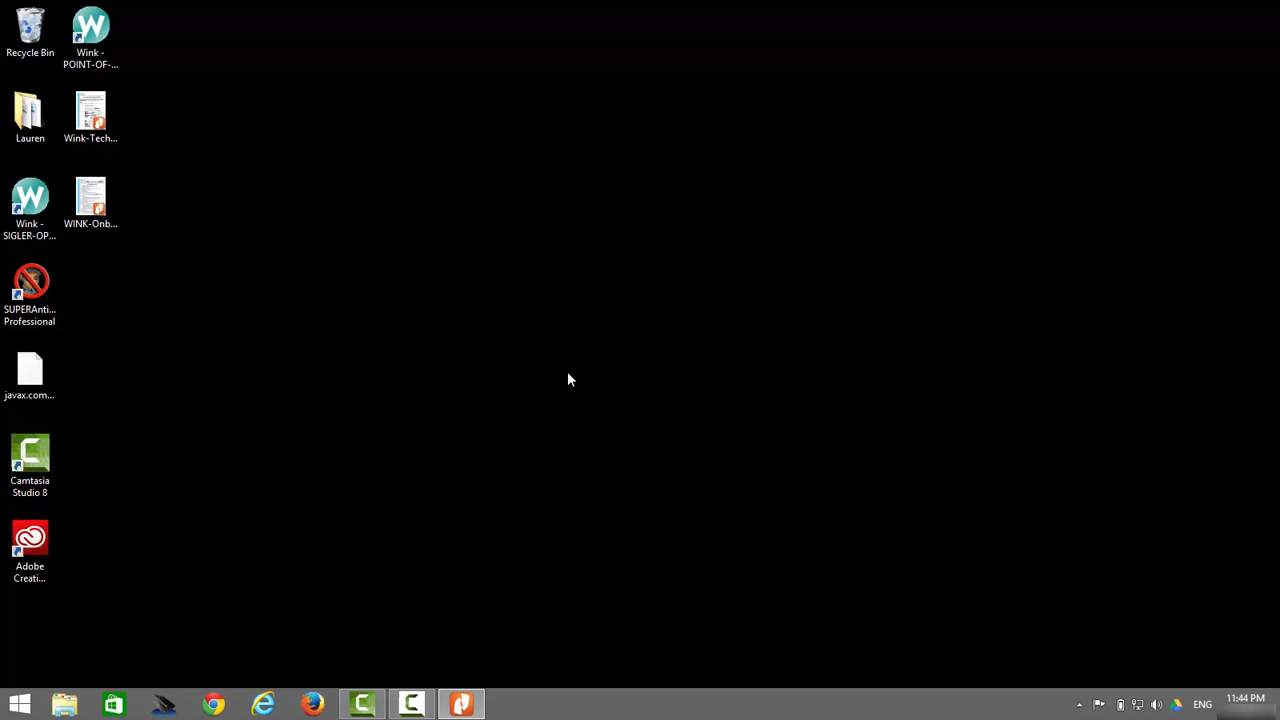 Recycle Bin
Wink -
POINT-OF-...
Lauren
Wink-Tech...
Wink -
SIGLER-OP...
WINK-Onb...
SUPERAnti...
Professional
javax.com...
Camtasia
Studio 8
Adobe
Creati...
ENG
11:44 PM